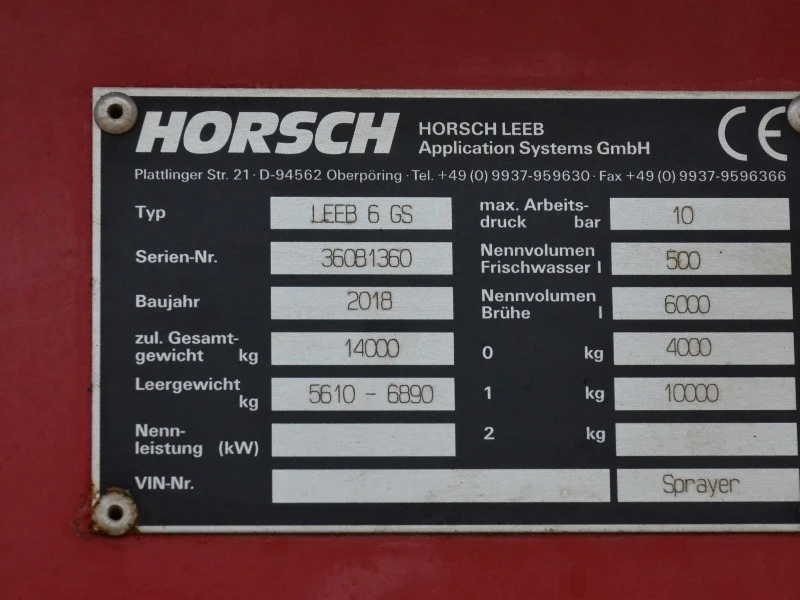 HORSCH
HORSCH LEEB
Application Systems GmbH
CE
Plattlinger Str. 21 · D-94562 Oberpöring · Tel. +49 (0) 9937-959630 · Fax +49 (0) 9937-9596366
Typ LEEB 6 GS
max. Arbeits-
druck bar 10
Serien-Nr. 36081360
Nennvolumen
Frischwasser l 500
Baujahr 2018
Nennvolumen
Brühe l 6000
zul. Gesamt-
gewicht kg 14000
0 kg 4000
Leergewicht
kg 5610 - 6890
1 kg 10000
Nenn-
leistung (kW)
2 kg
VIN-Nr. Sprayer